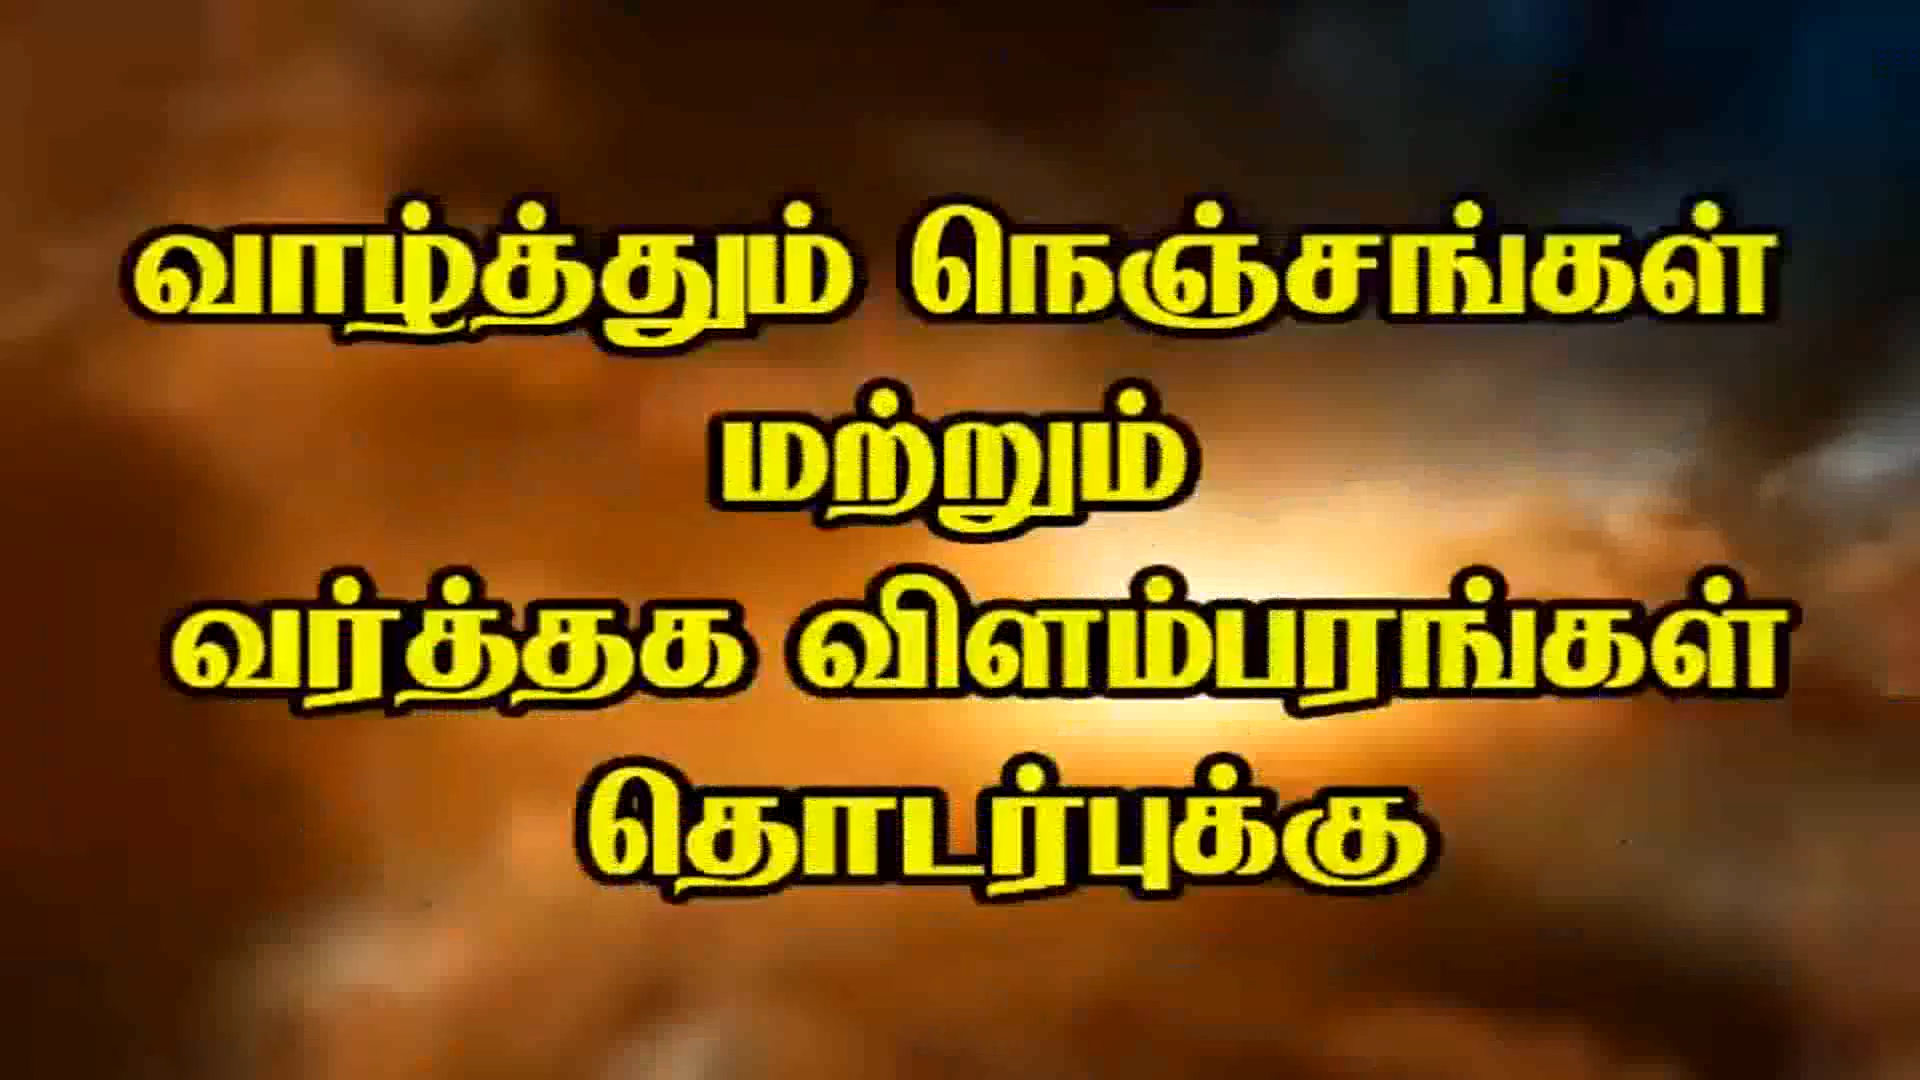 வாழ்த்தும் நெஞ்சங்கள்
மற்றும்
வர்த்தக விளம்பரங்கள்
தொடர்புக்கு